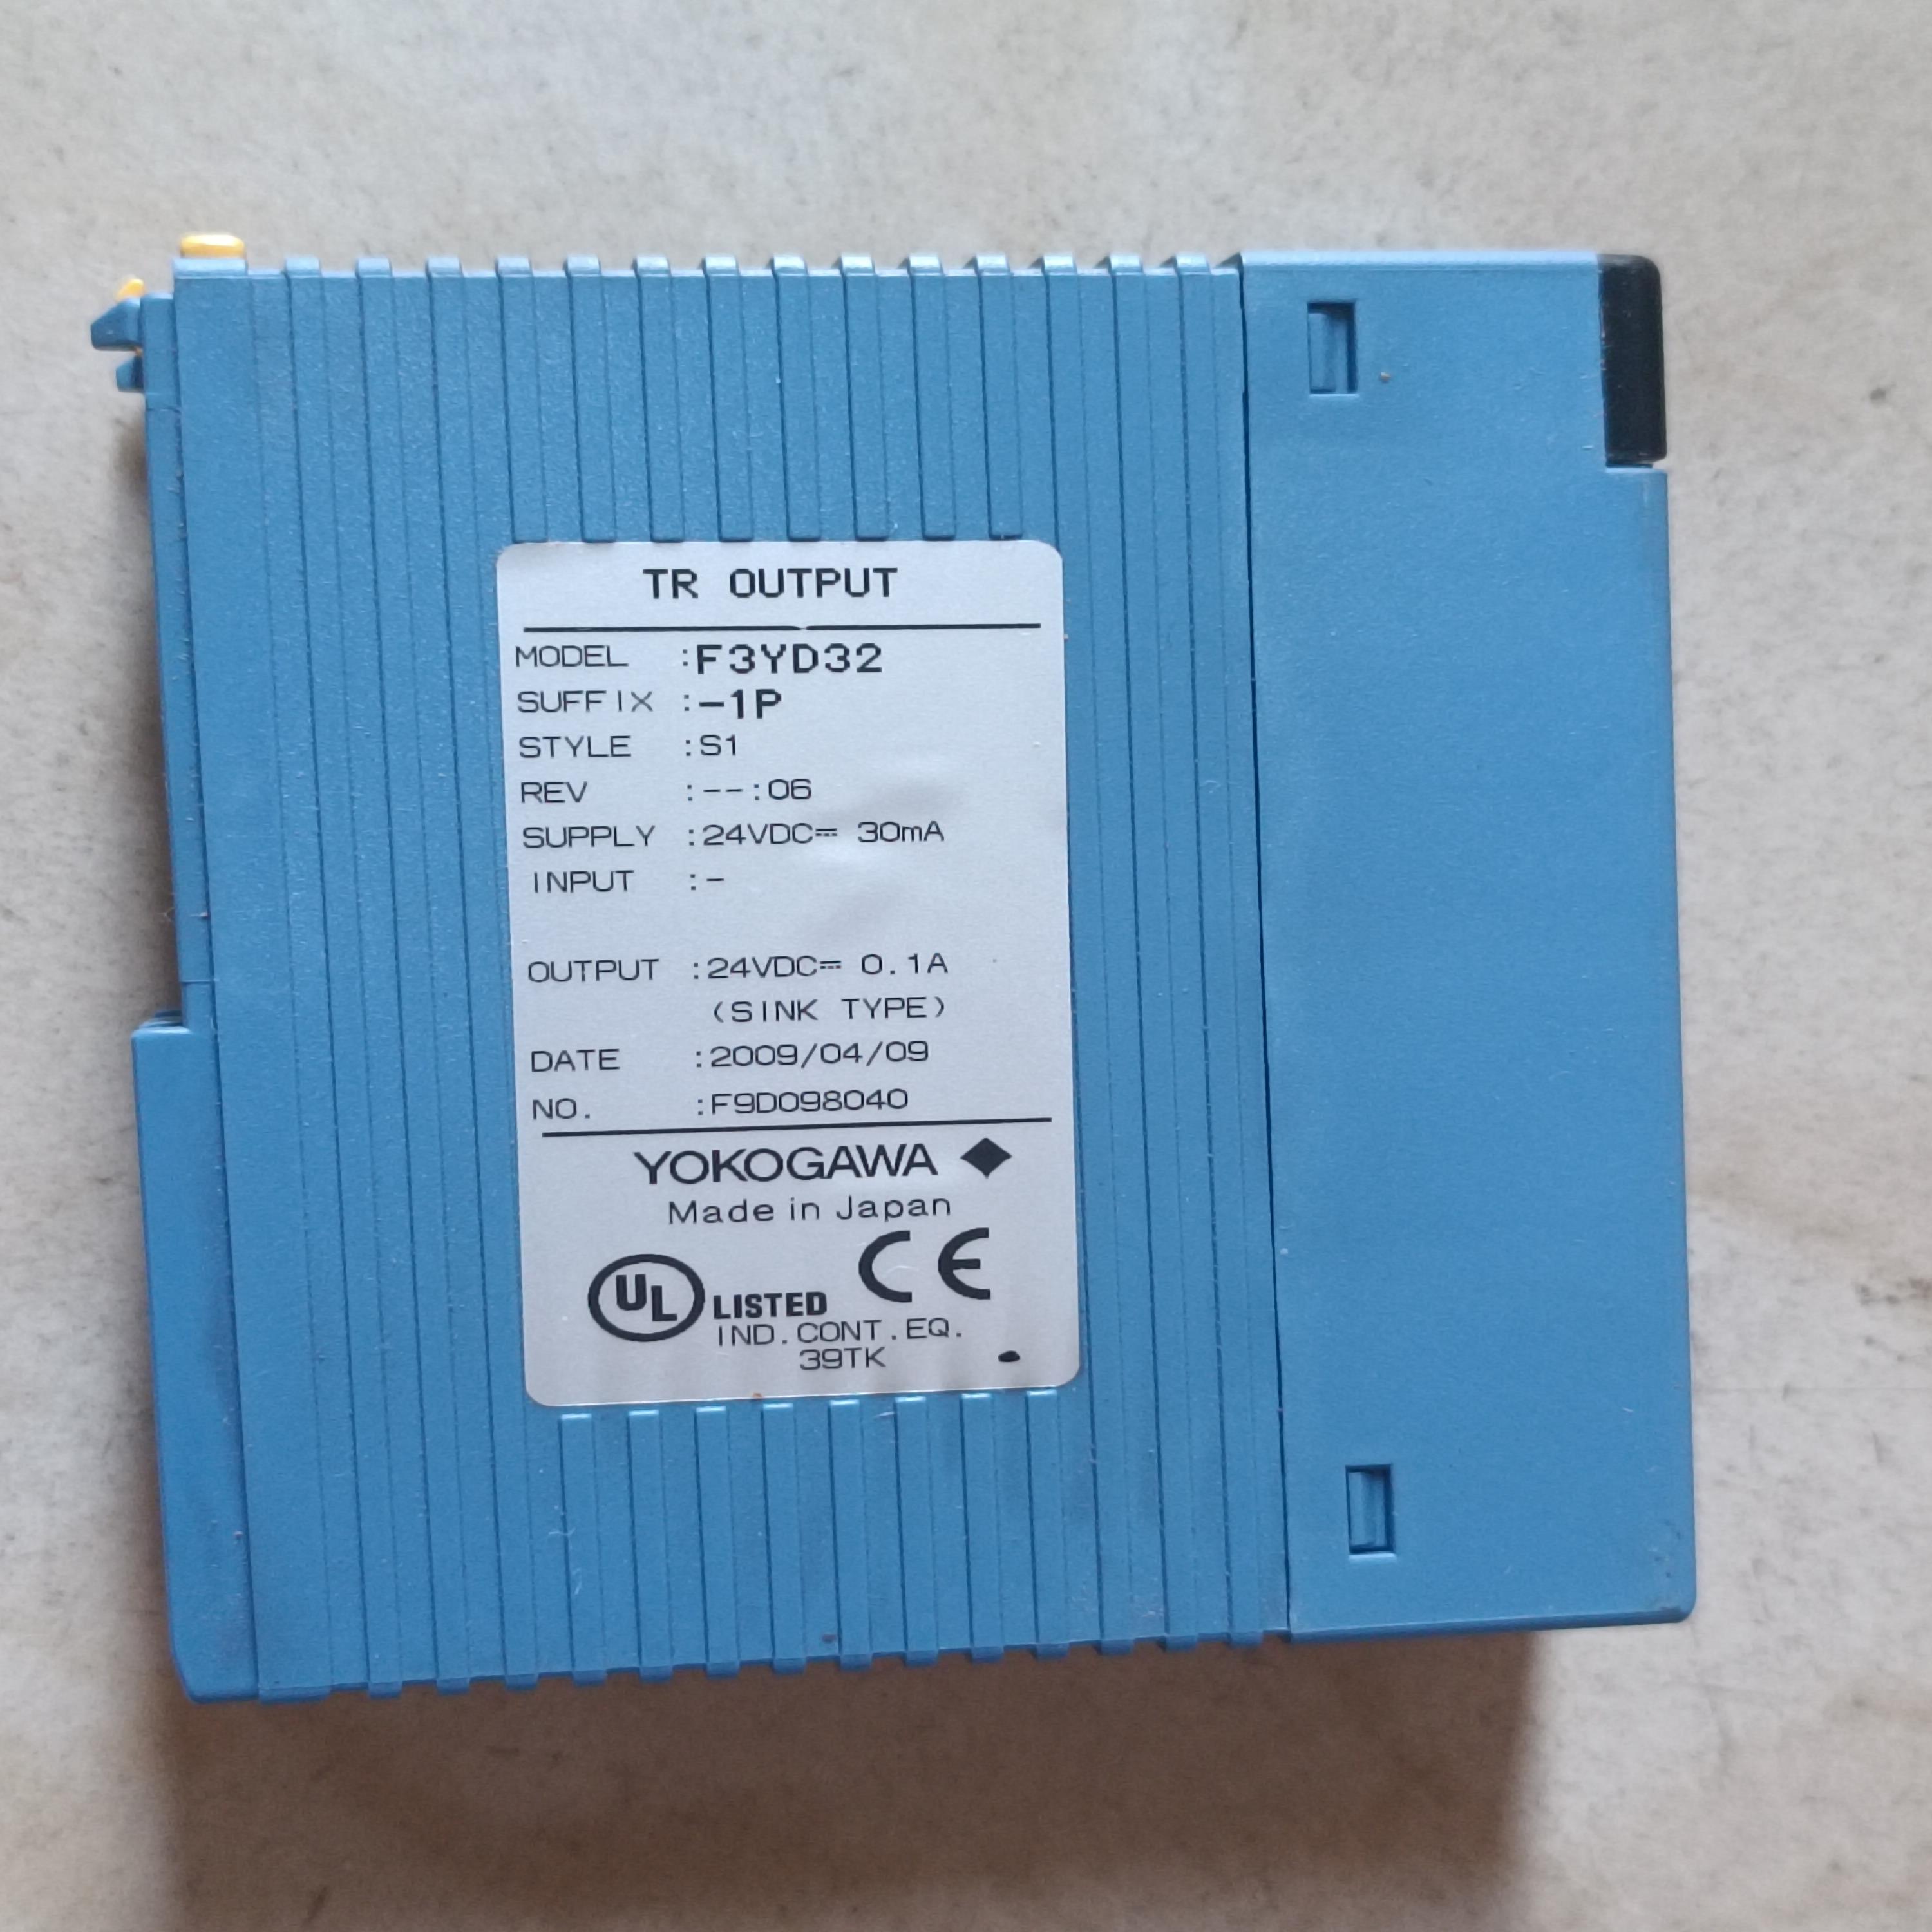 TR OUTPUT
MODEL :F3YD32
SUFFIX :-1P
STYLE :S1
REV :--:06
SUPPLY :24VDC⎓ 30mA
INPUT :-
OUTPUT :24VDC⎓ 0.1A
(SINK TYPE)
DATE :2009/04/09
NO. :F9D098040
YOKOGAWA ◆
Made in Japan
UL LISTED CE
IND.CONT.EQ.
39TK